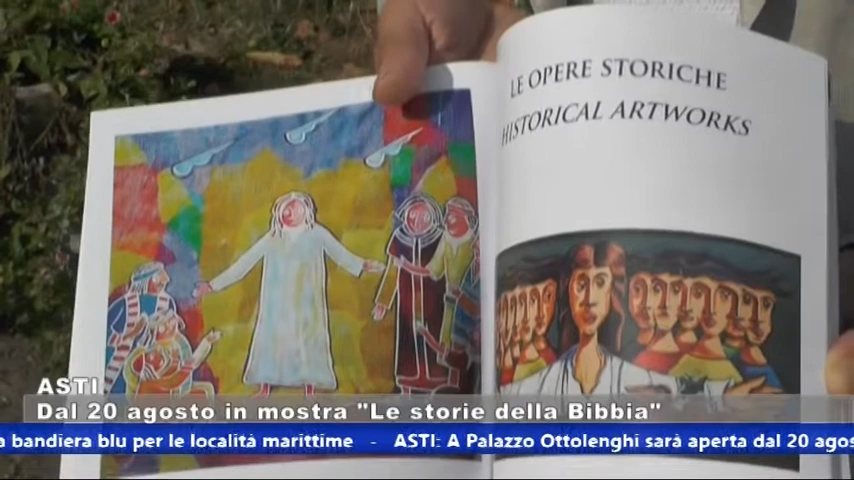 LE OPERE STORICHE
HISTORICAL ARTWORKS
ASTI
Dal 20 agosto in mostra "Le storie della Bibbia"
a bandiera blu per le località marittime - ASTI: A Palazzo Ottolenghi sarà aperta dal 20 agos